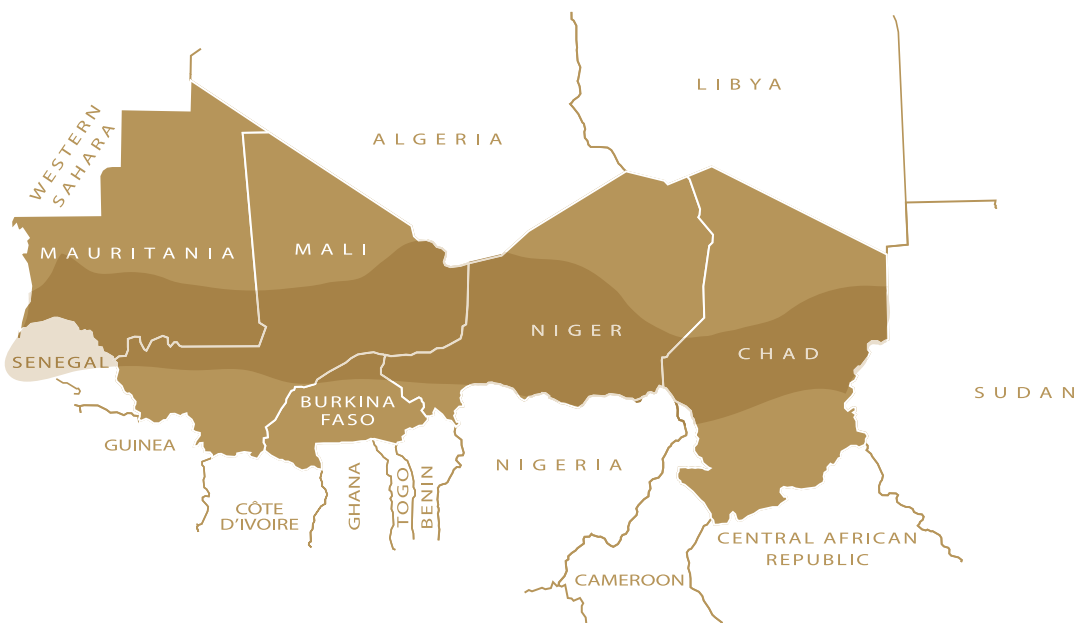 LIBYA
ALGERIA
WESTERN
SAHARA
MAURITANIA
MALI
NIGER
CHAD
SENEGAL
SUDAN
BURKINA
FASO
GUINEA
NIGERIA
GHANA
TOGO
BENIN
CÔTE
D'IVOIRE
CENTRAL AFRICAN
REPUBLIC
CAMEROON